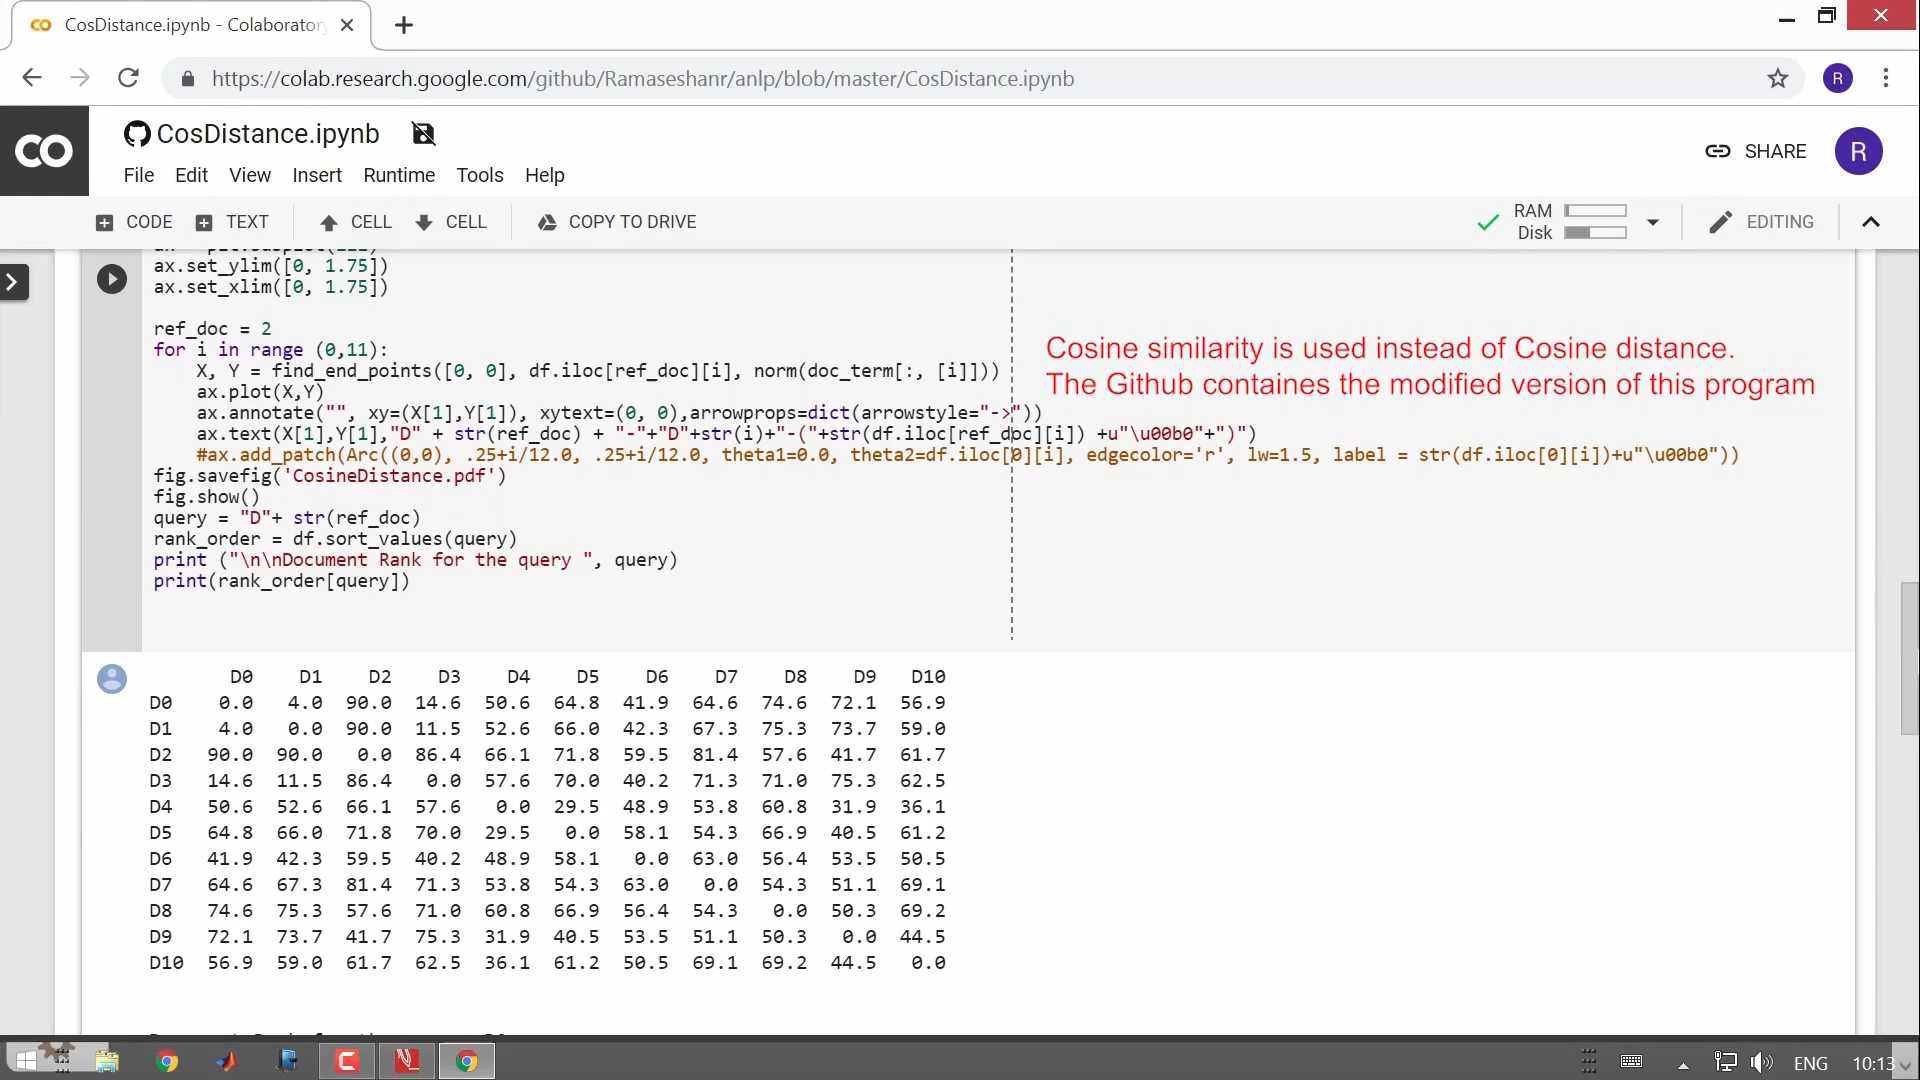 CosDistance.ipynb - Colaboratory
https://colab.research.google.com/github/Ramaseshanr/anlp/blob/master/CosDistance.ipynb
R
CO
CosDistance.ipynb
SHARE
R
File Edit View Insert Runtime Tools Help
CODE TEXT CELL CELL COPY TO DRIVE
RAM
Disk
EDITING
ax.set_ylim([0, 1.75])
ax.set_xlim([0, 1.75])
ref_doc = 2
for i in range (0,11):
X, Y = find_end_points([0, 0], df.iloc[ref_doc][i], norm(doc_term[:, [i]]))
ax.plot(X,Y)
ax.annotate("", xy=(X[1],Y[1]), xytext=(0, 0),arrowprops=dict(arrowstyle="->"))
ax.text(X[1],Y[1],"D" + str(ref_doc) + "-"+"D"+str(i)+"-("+str(df.iloc[ref_doc][i]) +u"\u00b0"+")")
#ax.add_patch(Arc((0,0), .25+i/12.0, .25+i/12.0, theta1=0.0, theta2=df.iloc[0][i], edgecolor='r', lw=1.5, label = str(df.iloc[0][i])+u"\u00b0"))
fig.savefig('CosineDistance.pdf')
fig.show()
query = "D"+ str(ref_doc)
rank_order = df.sort_values(query)
print ("\n\nDocument Rank for the query ", query)
print(rank_order[query])
Cosine similarity is used instead of Cosine distance.
The Github containes the modified version of this program
D0 D1 D2 D3 D4 D5 D6 D7 D8 D9 D10
D0 0.0 4.0 90.0 14.6 50.6 64.8 41.9 64.6 74.6 72.1 56.9
D1 4.0 0.0 90.0 11.5 52.6 66.0 42.3 67.3 75.3 73.7 59.0
D2 90.0 90.0 0.0 86.4 66.1 71.8 59.5 81.4 57.6 41.7 61.7
D3 14.6 11.5 86.4 0.0 57.6 70.0 40.2 71.3 71.0 75.3 62.5
D4 50.6 52.6 66.1 57.6 0.0 29.5 48.9 53.8 60.8 31.9 36.1
D5 64.8 66.0 71.8 70.0 29.5 0.0 58.1 54.3 66.9 40.5 61.2
D6 41.9 42.3 59.5 40.2 48.9 58.1 0.0 63.0 56.4 53.5 50.5
D7 64.6 67.3 81.4 71.3 53.8 54.3 63.0 0.0 54.3 51.1 69.1
D8 74.6 75.3 57.6 71.0 60.8 66.9 56.4 54.3 0.0 50.3 69.2
D9 72.1 73.7 41.7 75.3 31.9 40.5 53.5 51.1 50.3 0.0 44.5
D10 56.9 59.0 61.7 62.5 36.1 61.2 50.5 69.1 69.2 44.5 0.0
ENG 10:13